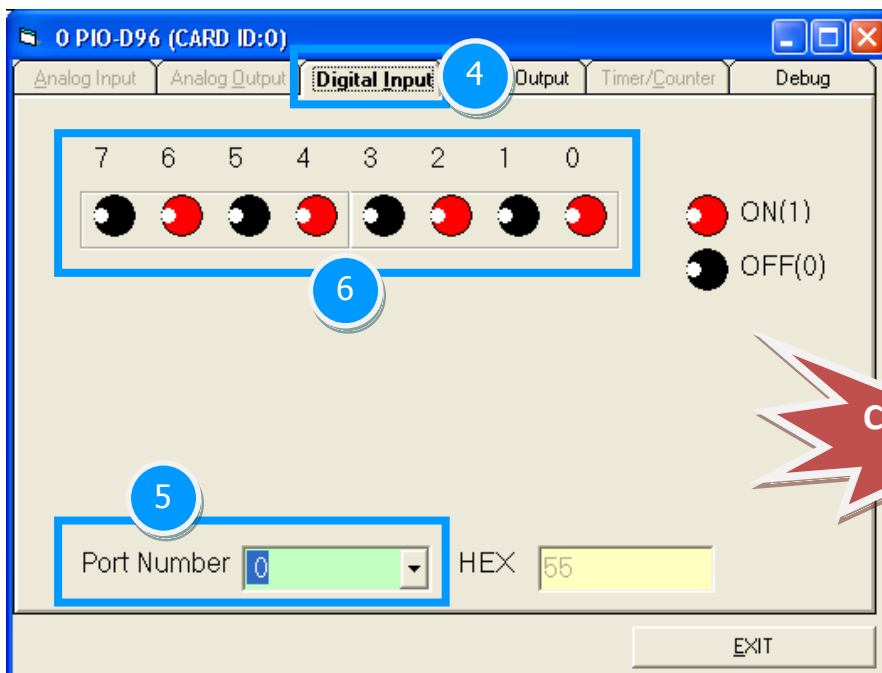 0 PIO-D96 (CARD ID:0)
Analog Input Analog Output Digital Input 4 Output Timer/Counter Debug
7 6 5 4 3 2 1 0
ON(1)
OFF(0)
6
C
5
Port Number 0 HEX 55
EXIT